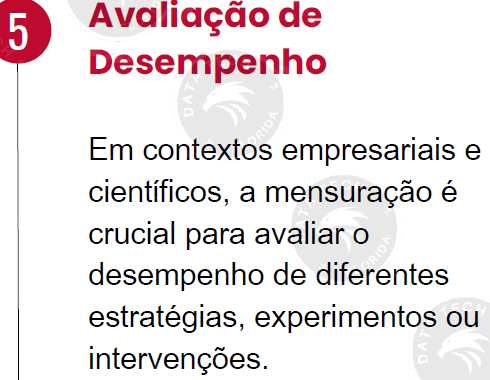 5
Avaliação de
Desempenho
Em contextos empresariais e
científicos, a mensuração é
crucial para avaliar o
desempenho de diferentes
estratégias, experimentos ou
intervenções.